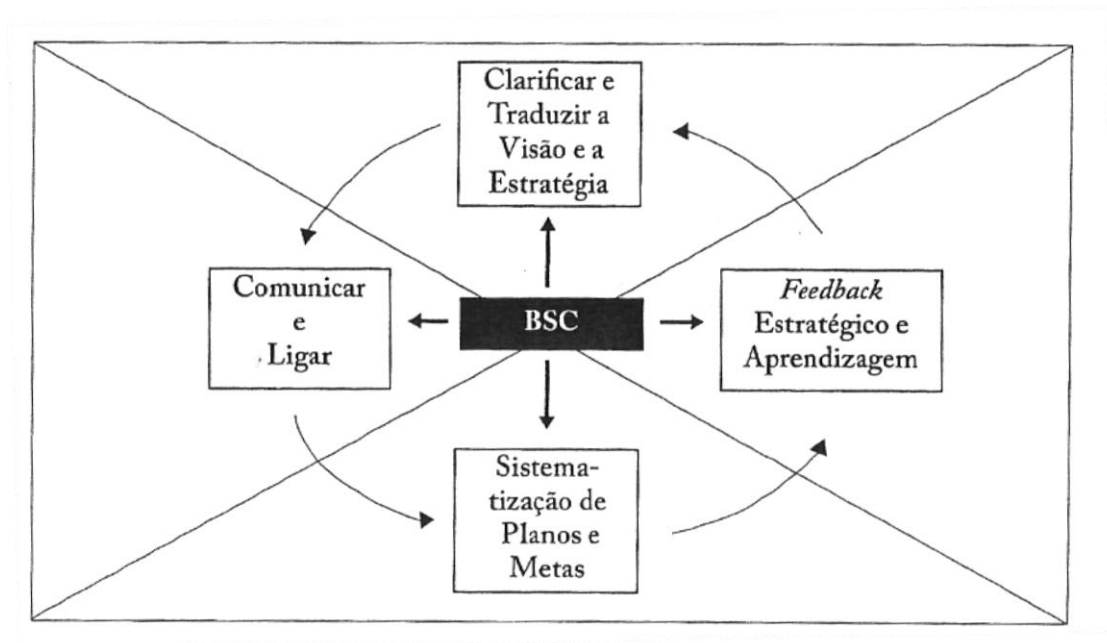 Clarificar e
Traduzir a
Visão e a
Estratégia
Comunicar
e
Ligar
BSC
Feedback
Estratégico e
Aprendizagem
Sistema-
tização de
Planos e
Metas